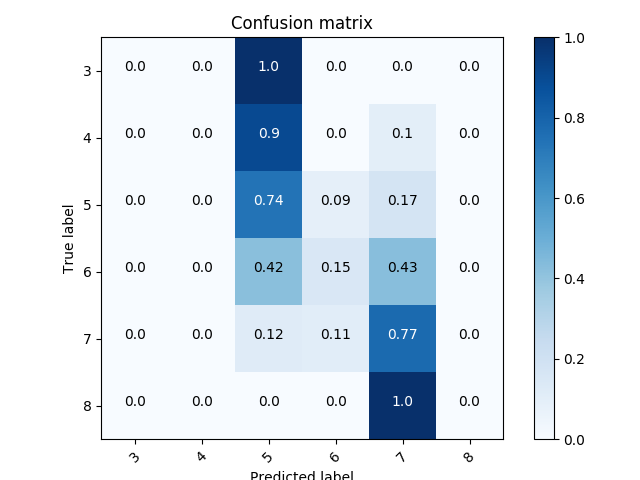 Confusion matrix
1.0
3 0.0 0.0 1.0 0.0 0.0 0.0
4 0.0 0.0 0.9 0.0 0.1 0.0
0.8
5 0.0 0.0 0.74 0.09 0.17 0.0
0.6
True label
6 0.0 0.0 0.42 0.15 0.43 0.0
0.4
7 0.0 0.0 0.12 0.11 0.77 0.0
0.2
8 0.0 0.0 0.0 0.0 1.0 0.0
0.0
3 4 5 6 7 8
Predicted label